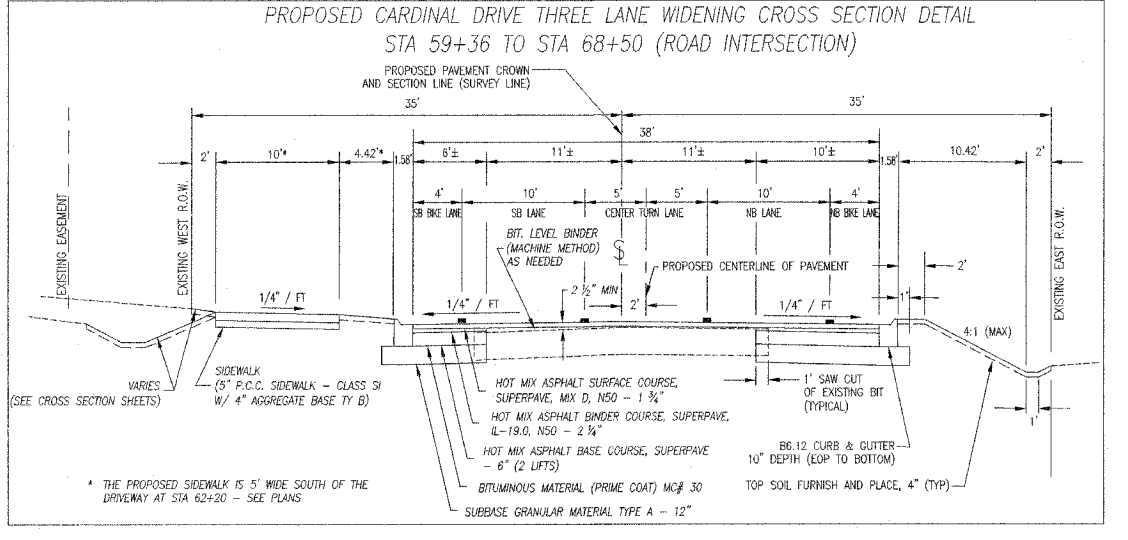 PROPOSED CARDINAL DRIVE THREE LANE WIDENING CROSS SECTION DETAIL
STA 59+36 TO STA 68+50 (ROAD INTERSECTION)
PROPOSED PAVEMENT CROWN
AND SECTION LINE (SURVEY LINE)
35'
35'
38'
2'
10'*
4.42'*
1.58'
6'±
11'±
11'±
10'±
1.58'
10.42'
2'
4'
10'
5'
5'
10'
4'
SB BIKE LANE
SB LANE
CENTER TURN LANE
NB LANE
NB BIKE LANE
EXISTING EASEMENT
EXISTING WEST R.O.W.
EXISTING EAST R.O.W.
BIT. LEVEL BINDER
(MACHINE METHOD)
AS NEEDED
PROPOSED CENTERLINE OF PAVEMENT
2 ½" MIN
2'
2'
1'
1/4" / FT
1/4" / FT
1/4" / FT
4:1 (MAX)
VARIES
(SEE CROSS SECTION SHEETS)
SIDEWALK
(5" P.C.C. SIDEWALK - CLASS SI
W/ 4" AGGREGATE BASE TY B)
HOT MIX ASPHALT SURFACE COURSE,
SUPERPAVE, MIX D, N50 - 1 ¾"
HOT MIX ASPHALT BINDER COURSE, SUPERPAVE,
IL-19.0, N50 - 2 ¼"
HOT MIX ASPHALT BASE COURSE, SUPERPAVE
- 6" (2 LIFTS)
BITUMINOUS MATERIAL (PRIME COAT) MC# 30
SUBBASE GRANULAR MATERIAL TYPE A - 12"
1' SAW CUT
OF EXISTING BIT
(TYPICAL)
1'
B6.12 CURB & GUTTER
10" DEPTH (EOP TO BOTTOM)
TOP SOIL FURNISH AND PLACE, 4" (TYP)
* THE PROPOSED SIDEWALK IS 5' WIDE SOUTH OF THE
DRIVEWAY AT STA 62+20 - SEE PLANS